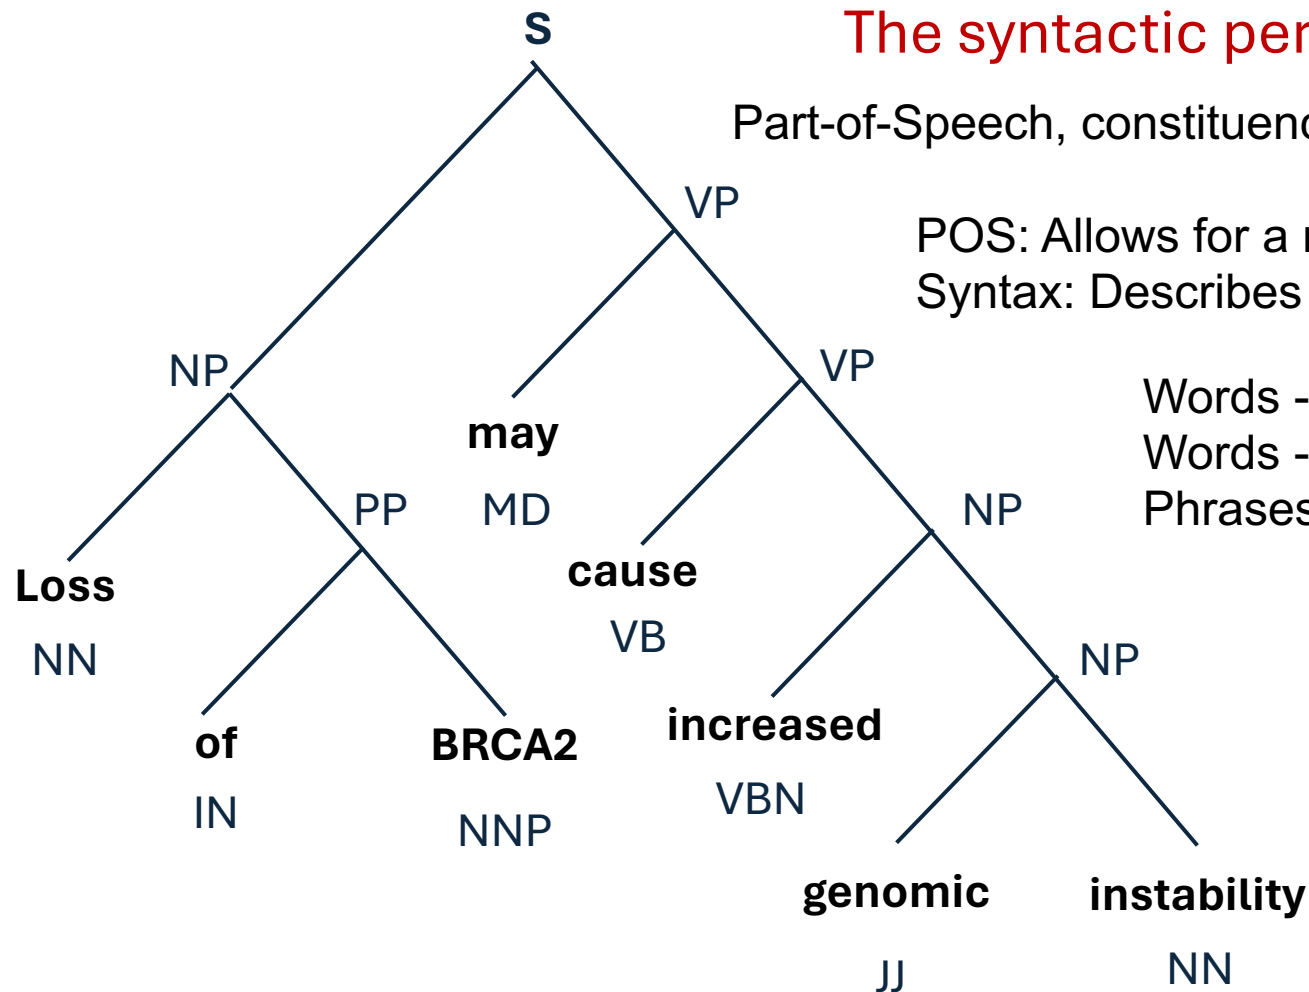 S
The syntactic per
Part-of-Speech, constituenc
VP
POS: Allows for a
Syntax: Describes
NP
VP
Words -
may
Words -
PP
MD
NP
Phrases
Loss
cause
NN
VB
NP
of
BRCA2
increased
IN
NNP
VBN
genomic
instability
JJ
NN